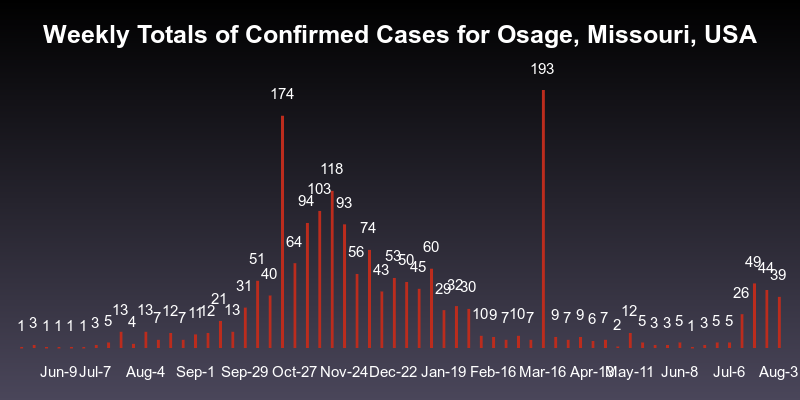 Weekly Totals of Confirmed Cases for Osage, Missouri, USA
1 3 1 1 1 1 3 5 13 4 13 7 12 7 11 12 21 13 31 51 40 174 64 94 103 118 93 56 74 43 53 50 45 60 29 32 30 10 9 7 10 7 193 9 7 9 6 7 2 12 5 3 3 5 1 3 5 5 26 49 44 39
Jun-9 Jul-7 Aug-4 Sep-1 Sep-29 Oct-27 Nov-24 Dec-22 Jan-19 Feb-16 Mar-16 Apr-13 May-11 Jun-8 Jul-6 Aug-3